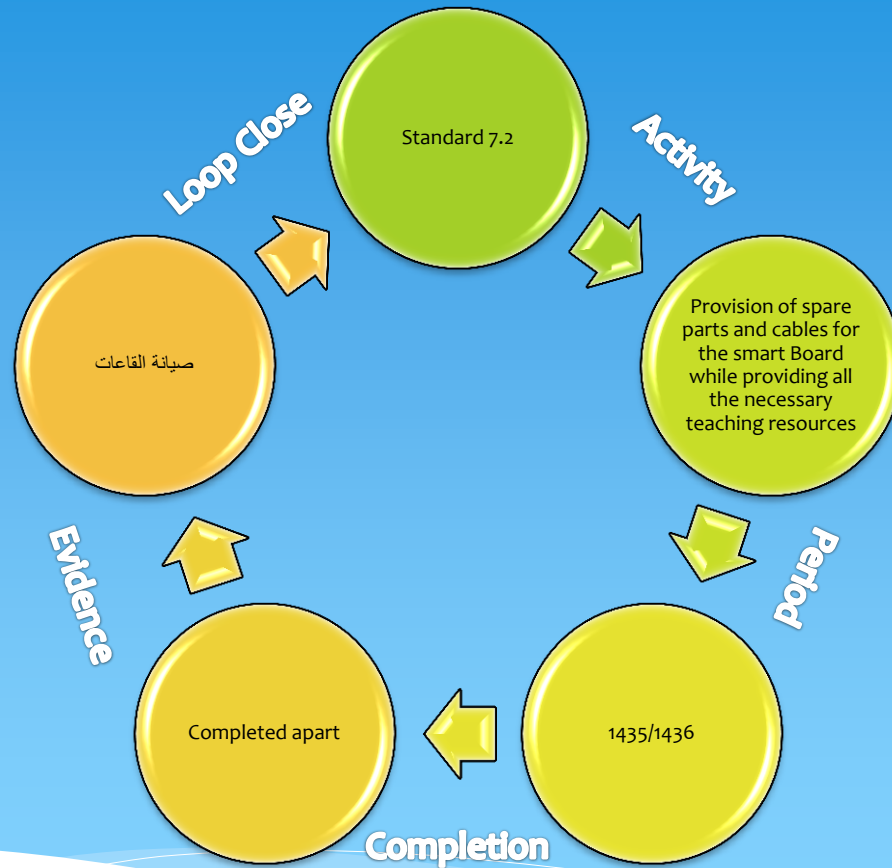 Standard 7.2
Activity
Provision of spare
parts and cables for
the smart Board
while providing all
the necessary
teaching resources
Period
1435/1436
Completion
Completed apart
Evidence
صيانة القاعات
Loop Close